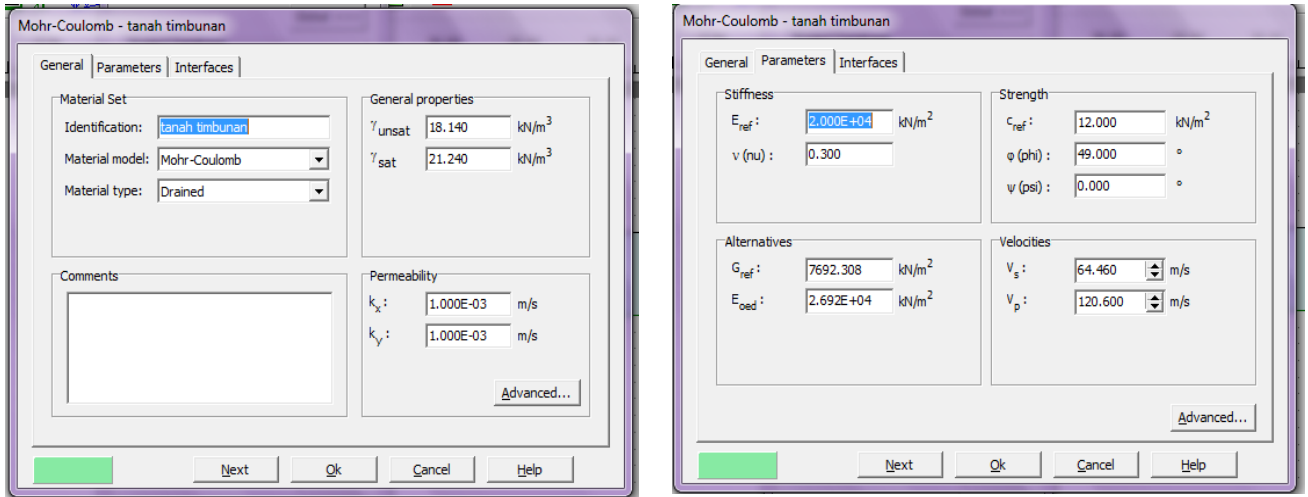 Mohr-Coulomb - tanah timbunan
General Parameters Interfaces
Material Set
Identification: tanah timbunan
Material model: Mohr-Coulomb
Material type: Drained
General properties
γunsat 18.140 kN/m³
γsat 21.240 kN/m³
Comments
Permeability
kx : 1.000E-03 m/s
ky : 1.000E-03 m/s
Advanced...
Next Ok Cancel Help
Mohr-Coulomb - tanah timbunan
General Parameters Interfaces
Stiffness
Eref : 2.000E+04 kN/m²
ν (nu) : 0.300
Strength
cref : 12.000 kN/m²
φ (phi) : 49.000 °
ψ (psi) : 0.000 °
Alternatives
Gref : 7692.308 kN/m²
Eoed : 2.692E+04 kN/m²
Velocities
Vs : 64.460 m/s
Vp : 120.600 m/s
Advanced...
Next Ok Cancel Help